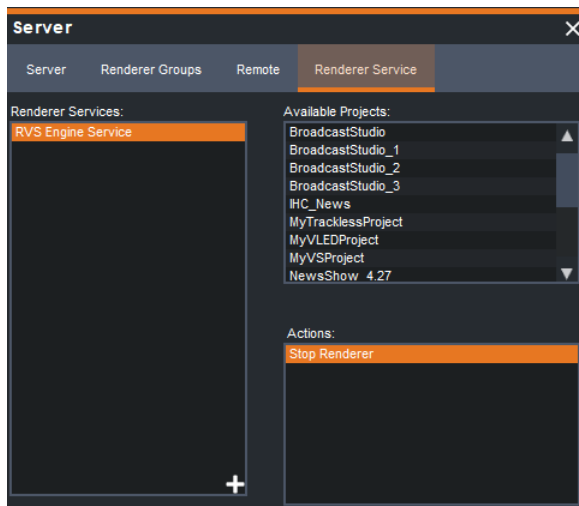 Server
Server Renderer Groups Remote Renderer Service
Renderer Services:
RVS Engine Service
Available Projects:
BroadcastStudio
BroadcastStudio_1
BroadcastStudio_2
BroadcastStudio_3
IHC_News
MyTracklessProject
MyVLEDProject
MyVSProject
NewsShow_4.27
Actions:
Stop Renderer